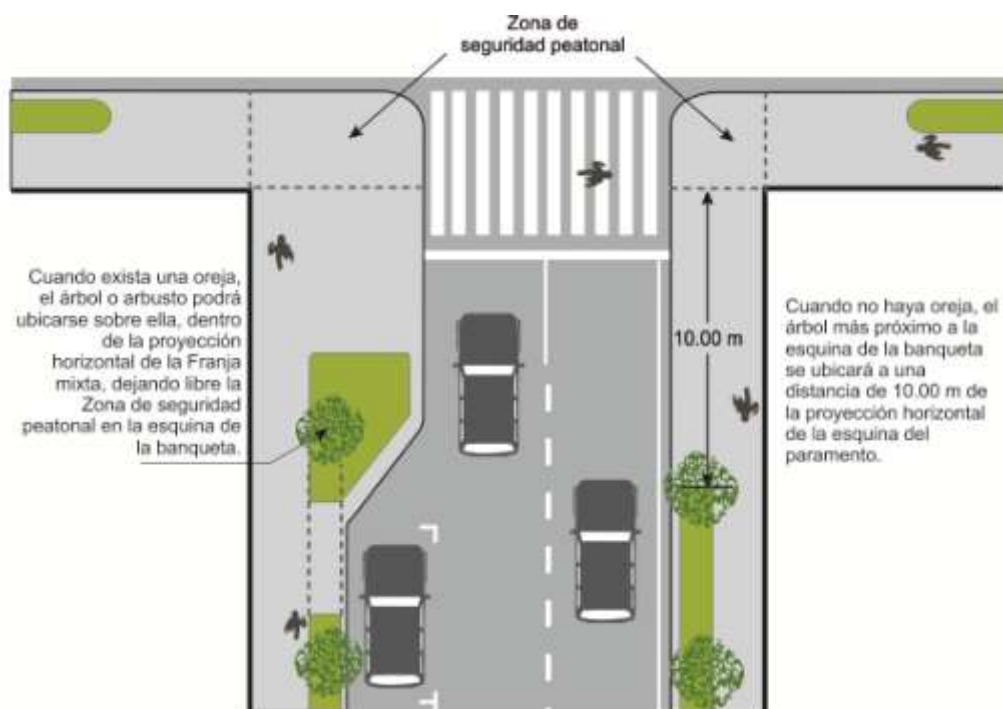 Zona de
seguridad peatonal
Cuando exista una oreja,
el árbol o arbusto podrá
ubicarse sobre ella, dentro
de la proyección
horizontal de la Franja
mixta, dejando libre la
Zona de seguridad
peatonal en la esquina de
la banqueta.
10.00 m
Cuando no haya oreja, el
árbol más próximo a la
esquina de la banqueta
se ubicará a una
distancia de 10.00 m de
la proyección horizontal
de la esquina del
paramento.